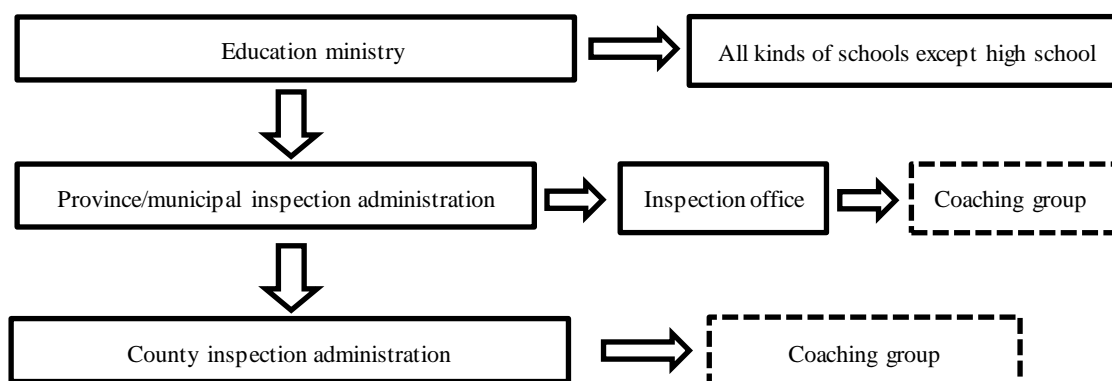 Education ministry
All kinds of schools except high school
Province/municipal inspection administration
Inspection office
Coaching group
County inspection administration
Coaching group